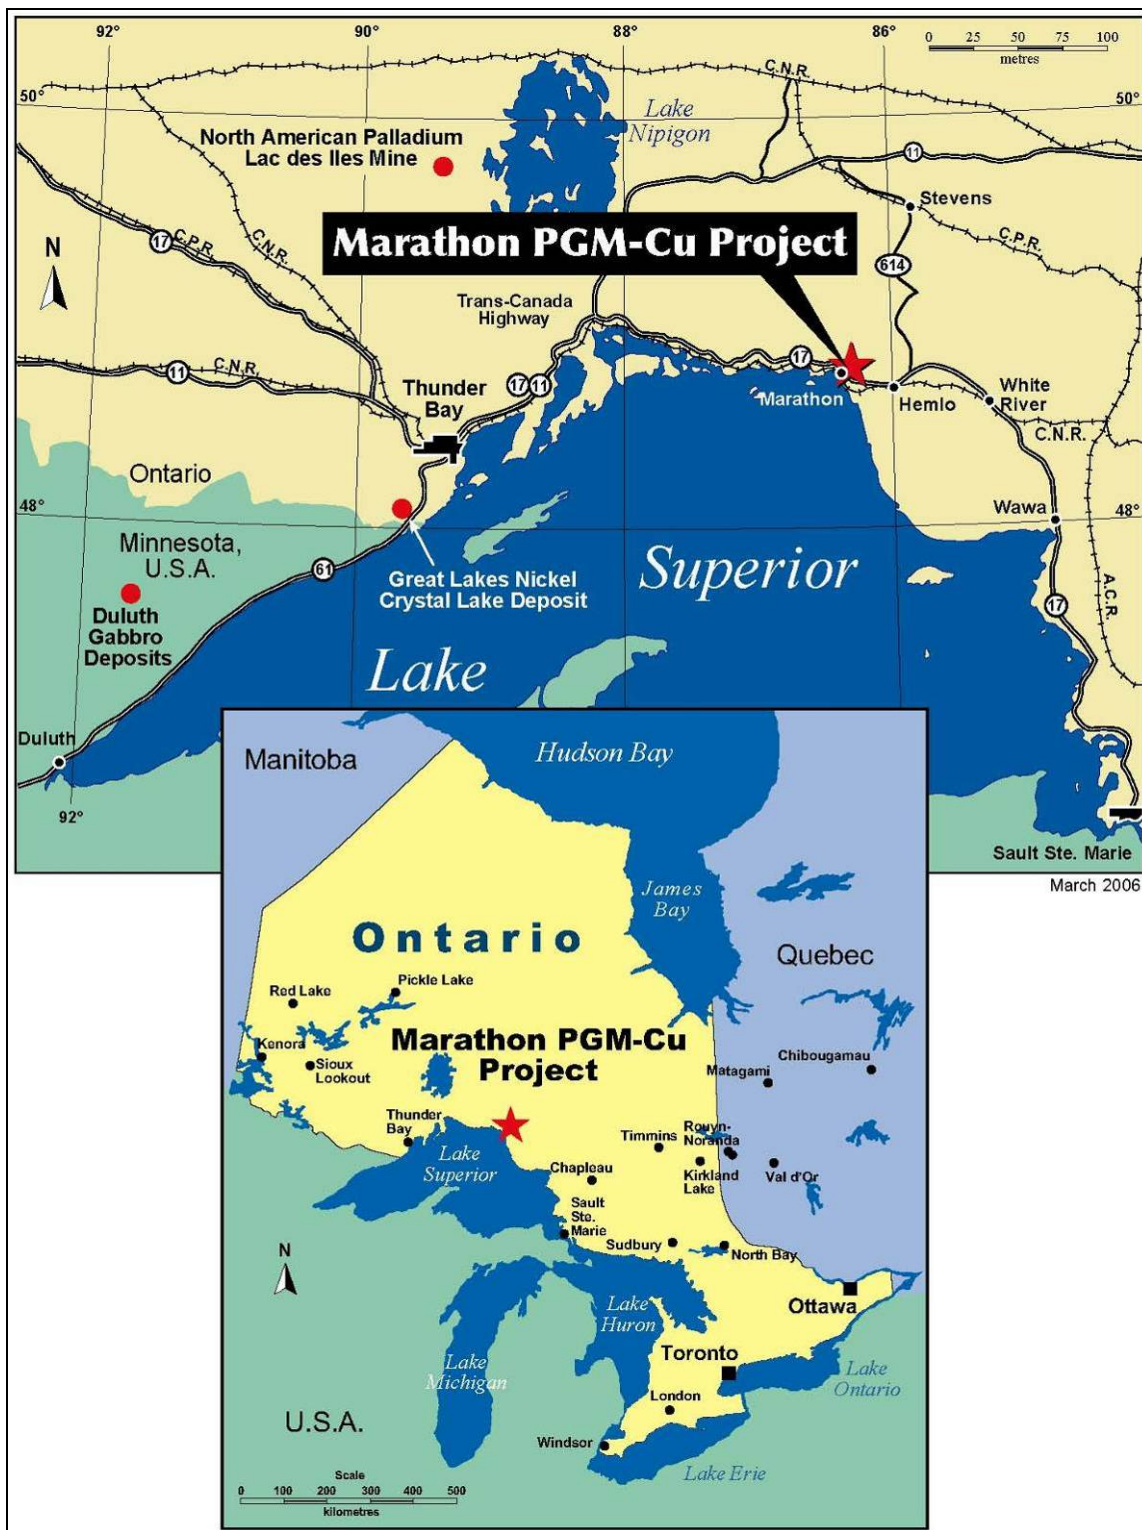 92°
90°
88°
86°
0 25 50 75 100
metres
C.N.R.
50°
50°
Lake
Nipigon
North American Palladium
Lac des Iles Mine
11
Stevens
17
C.P.R.
C.N.R.
C.P.R.
Marathon PGM-Cu Project
N
614
Trans-Canada
Highway
17
11
C.N.R.
Thunder
Bay
17 11
Marathon
Hemlo
White
River
C.N.R.
Ontario
48°
48°
Wawa
Minnesota,
U.S.A.
61
Great Lakes Nickel
Crystal Lake Deposit
Superior
Duluth
Gabbro
Deposits
A.C.R.
17
Lake
Duluth
92°
Sault Ste. Marie
March 2006
Manitoba
Hudson Bay
James
Bay
Ontario
Quebec
Red Lake
Pickle Lake
Marathon PGM-Cu
Project
Kenora
Sioux
Lookout
Chibougamau
Matagami
Thunder
Bay
Timmins
Rouyn-
Noranda
Lake
Superior
Chapleau
Kirkland
Lake
Val d'Or
Sault
Ste.
Marie
Sudbury
North Bay
N
Ottawa
Lake
Huron
Toronto
Lake
Michigan
Lake
Ontario
London
U.S.A.
Windsor
Lake Erie
Scale
0 100 200 300 400 500
kilometres